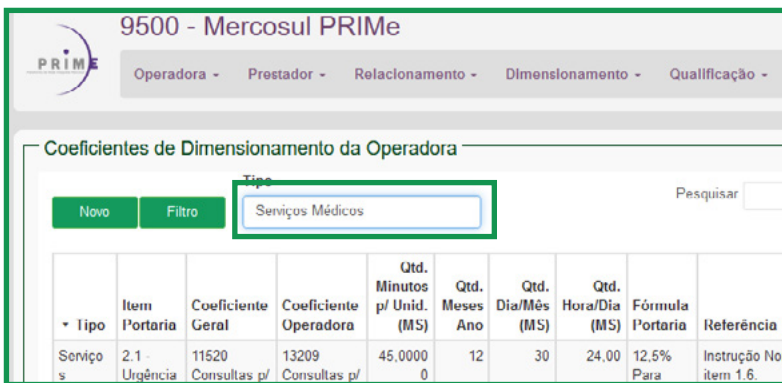 9500 - Mercosul PRIMe
PRIME
Operadora Prestador Relacionamento Dimensionamento Qualificação
Coeficientes de Dimensionamento da Operadora
Tipo
Novo Filtro Serviços Médicos Pesquisar
Tipo Item Portaria Coeficiente Geral Coeficiente Operadora Qtd. Minutos p/ Unid. (MS) Qtd. Meses Ano Qtd. Dia/Mês (MS) Qtd. Hora/Dia (MS) Fórmula Portaria Referência
Serviço 2.1 - 11520 13209 45,0000 12 30 24,00 12,5% Instrução No
s Urgência Consultas p/ Consultas p/ 0 Para item 1.6.